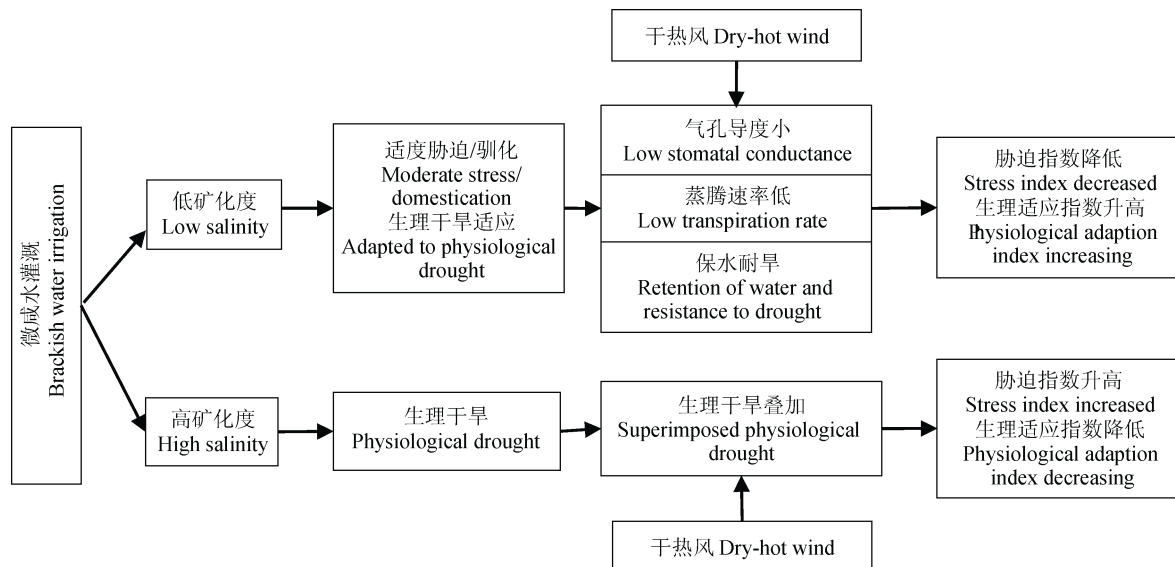 干热风 Dry-hot wind
微咸水灌溉
Brackish water irrigation
低矿化度
Low salinity
适度胁迫/驯化
Moderate stress/
domestication
生理干旱适应
Adapted to physiological
drought
气孔导度小
Low stomatal conductance
蒸腾速率低
Low transpiration rate
保水耐旱
Retention of water and
resistance to drought
胁迫指数降低
Stress index decreased
生理适应指数升高
Physiological adaption
index increasing
高矿化度
High salinity
生理干旱
Physiological drought
生理干旱叠加
Superimposed physiological
drought
胁迫指数升高
Stress index increased
生理适应指数降低
Physiological adaption
index decreasing
干热风 Dry-hot wind